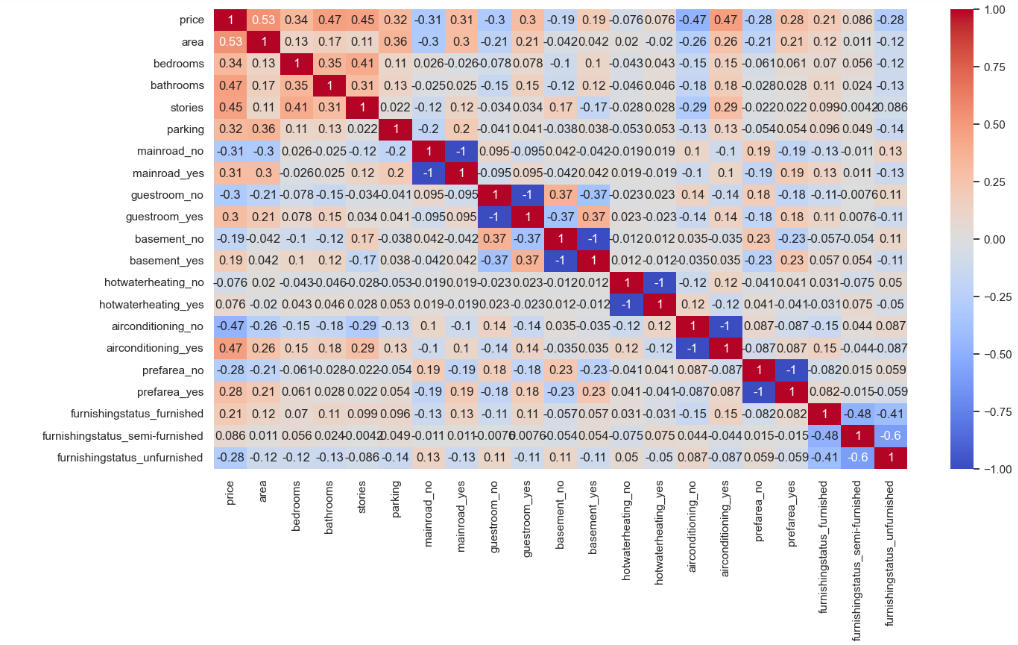 price 1 0.53 0.34 0.47 0.45 0.32 -0.31 0.31 -0.3 0.3 -0.19 0.19 -0.076 0.076 -0.47 0.47 -0.28 0.28 0.21 0.086 -0.28
area 0.53 1 0.13 0.17 0.11 0.36 -0.3 0.3 -0.21 0.21 -0.042 0.042 0.02 -0.02 -0.26 0.26 -0.21 0.21 0.12 0.011 -0.12
bedrooms 0.34 0.13 1 0.35 0.41 0.11 0.026 -0.026 -0.078 0.078 -0.1 0.1 -0.043 0.043 -0.15 0.15 -0.061 0.061 0.07 0.056 -0.12
bathrooms 0.47 0.17 0.35 1 0.31 0.13 -0.025 0.025 -0.15 0.15 -0.12 0.12 -0.046 0.046 -0.18 0.18 -0.028 0.028 0.11 0.024 -0.13
stories 0.45 0.11 0.41 0.31 1 0.022 -0.12 0.12 -0.034 0.034 0.17 -0.17 -0.028 0.028 -0.29 0.29 -0.022 0.022 0.099 -0.0042 -0.086
parking 0.32 0.36 0.11 0.13 0.022 1 -0.2 0.2 -0.041 0.041 -0.038 0.038 -0.053 0.053 -0.13 0.13 -0.054 0.054 0.096 0.049 -0.14
mainroad_no -0.31 -0.3 0.026 -0.025 -0.12 -0.2 1 -1 0.095 -0.095 0.042 -0.042 -0.019 0.019 0.1 -0.1 0.19 -0.19 -0.13 -0.011 0.13
mainroad_yes 0.31 0.3 -0.026 0.025 0.12 0.2 -1 1 -0.095 0.095 -0.042 0.042 0.019 -0.019 -0.1 0.1 -0.19 0.19 0.13 0.011 -0.13
guestroom_no -0.3 -0.21 -0.078 -0.15 -0.034 -0.041 0.095 -0.095 1 -1 0.37 -0.37 -0.023 0.023 0.14 -0.14 0.18 -0.18 -0.11 -0.0076 0.11
guestroom_yes 0.3 0.21 0.078 0.15 0.034 0.041 -0.095 0.095 -1 1 -0.37 0.37 0.023 -0.023 -0.14 0.14 -0.18 0.18 0.11 0.0076 -0.11
basement_no -0.19 -0.042 -0.1 -0.12 0.17 -0.038 0.042 -0.042 0.37 -0.37 1 -1 -0.012 0.012 0.035 -0.035 0.23 -0.23 -0.057 -0.054 0.11
basement_yes 0.19 0.042 0.1 0.12 -0.17 0.038 -0.042 0.042 -0.37 0.37 -1 1 0.012 -0.012 -0.035 0.035 -0.23 0.23 0.057 0.054 -0.11
hotwaterheating_no -0.076 0.02 -0.043 -0.046 -0.028 -0.053 -0.019 0.019 -0.023 0.023 -0.012 0.012 1 -1 -0.12 0.12 -0.041 0.041 0.031 -0.075 0.05
hotwaterheating_yes 0.076 -0.02 0.043 0.046 0.028 0.053 0.019 -0.019 0.023 -0.023 0.012 -0.012 -1 1 0.12 -0.12 0.041 -0.041 -0.031 0.075 -0.05
airconditioning_no -0.47 -0.26 -0.15 -0.18 -0.29 -0.13 0.1 -0.1 0.14 -0.14 0.035 -0.035 -0.12 0.12 1 -1 0.087 -0.087 -0.15 0.044 0.087
airconditioning_yes 0.47 0.26 0.15 0.18 0.29 0.13 -0.1 0.1 -0.14 0.14 -0.035 0.035 0.12 -0.12 -1 1 -0.087 0.087 0.15 -0.044 -0.087
prefarea_no -0.28 -0.21 -0.061 -0.028 -0.022 -0.054 0.19 -0.19 0.18 -0.18 0.23 -0.23 -0.041 0.041 0.087 -0.087 1 -1 -0.082 0.015 0.059
prefarea_yes 0.28 0.21 0.061 0.028 0.022 0.054 -0.19 0.19 -0.18 0.18 -0.23 0.23 0.041 -0.041 -0.087 0.087 -1 1 0.082 -0.015 -0.059
furnishingstatus_furnished 0.21 0.12 0.07 0.11 0.099 0.096 -0.13 0.13 -0.11 0.11 -0.057 0.057 0.031 -0.031 -0.15 0.15 -0.082 0.082 1 -0.48 -0.41
furnishingstatus_semi-furnished 0.086 0.011 0.056 0.024 -0.0042 0.049 -0.011 0.011 -0.0076 0.0076 -0.054 0.054 -0.075 0.075 0.044 -0.044 0.015 -0.015 -0.48 1 -0.6
furnishingstatus_unfurnished -0.28 -0.12 -0.12 -0.13 -0.086 -0.14 0.13 -0.13 0.11 -0.11 0.11 -0.11 0.05 -0.05 0.087 -0.087 0.059 -0.059 -0.41 -0.6 1
price
area
bedrooms
bathrooms
stories
parking
mainroad_no
mainroad_yes
guestroom_no
guestroom_yes
basement_no
basement_yes
hotwaterheating_no
hotwaterheating_yes
airconditioning_no
airconditioning_yes
prefarea_no
prefarea_yes
furnishingstatus_furnished
furnishingstatus_semi-furnished
furnishingstatus_unfurnished
1.00
0.75
0.50
0.25
0.00
−0.25
−0.50
−0.75
−1.00